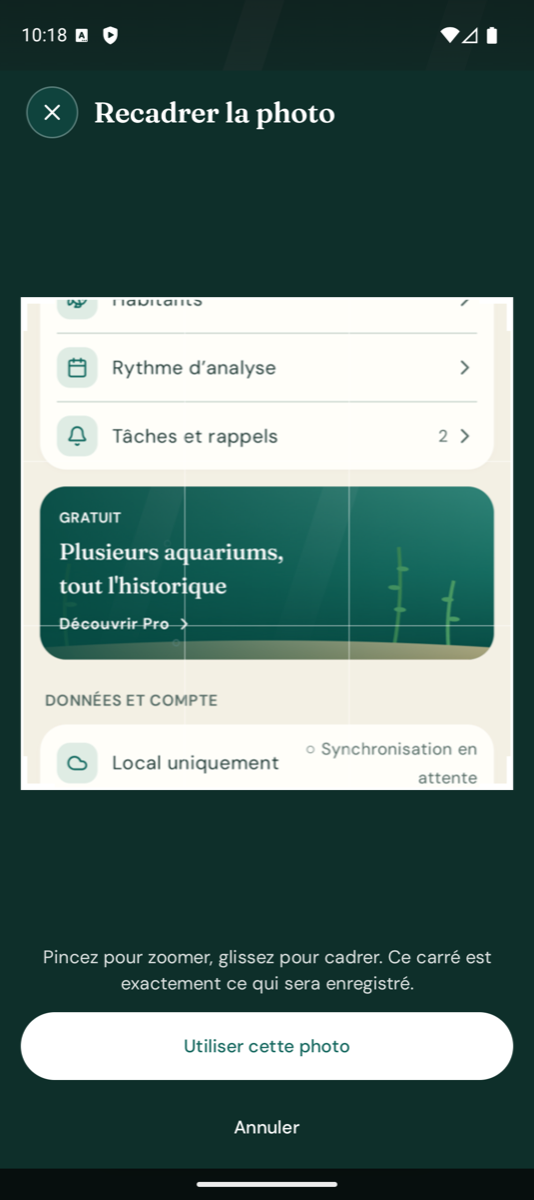 10:18
Recadrer la photo
Habitants
Rythme d’analyse
Tâches et rappels
2
GRATUIT
Plusieurs aquariums,
tout l'historique
Découvrir Pro
DONNÉES ET COMPTE
Local uniquement
Synchronisation en
attente
Pincez pour zoomer, glissez pour cadrer. Ce carré est
exactement ce qui sera enregistré.
Utiliser cette photo
Annuler